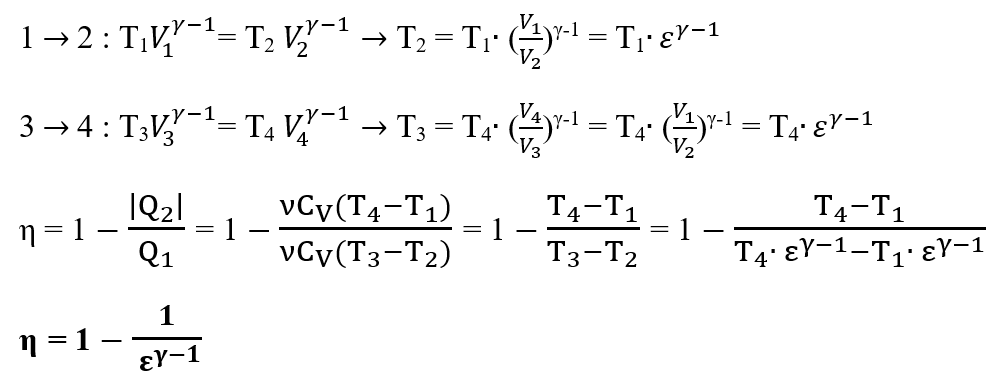 1 → 2 : T₁V₁^(γ−1) = T₂ V₂^(γ−1) → T₂ = T₁· (V₁/V₂)^(γ-1) = T₁· ε^(γ−1)
3 → 4 : T₃V₃^(γ−1) = T₄ V₄^(γ−1) → T₃ = T₄· (V₄/V₃)^(γ-1) = T₄· (V₁/V₂)^(γ-1) = T₄· ε^(γ−1)
η = 1 − |Q₂|/Q₁ = 1 − νC_V(T₄−T₁)/νC_V(T₃−T₂) = 1 − (T₄−T₁)/(T₃−T₂) = 1 − (T₄−T₁)/(T₄· ε^(γ−1)−T₁· ε^(γ−1))
η = 1 − 1/ε^(γ−1)